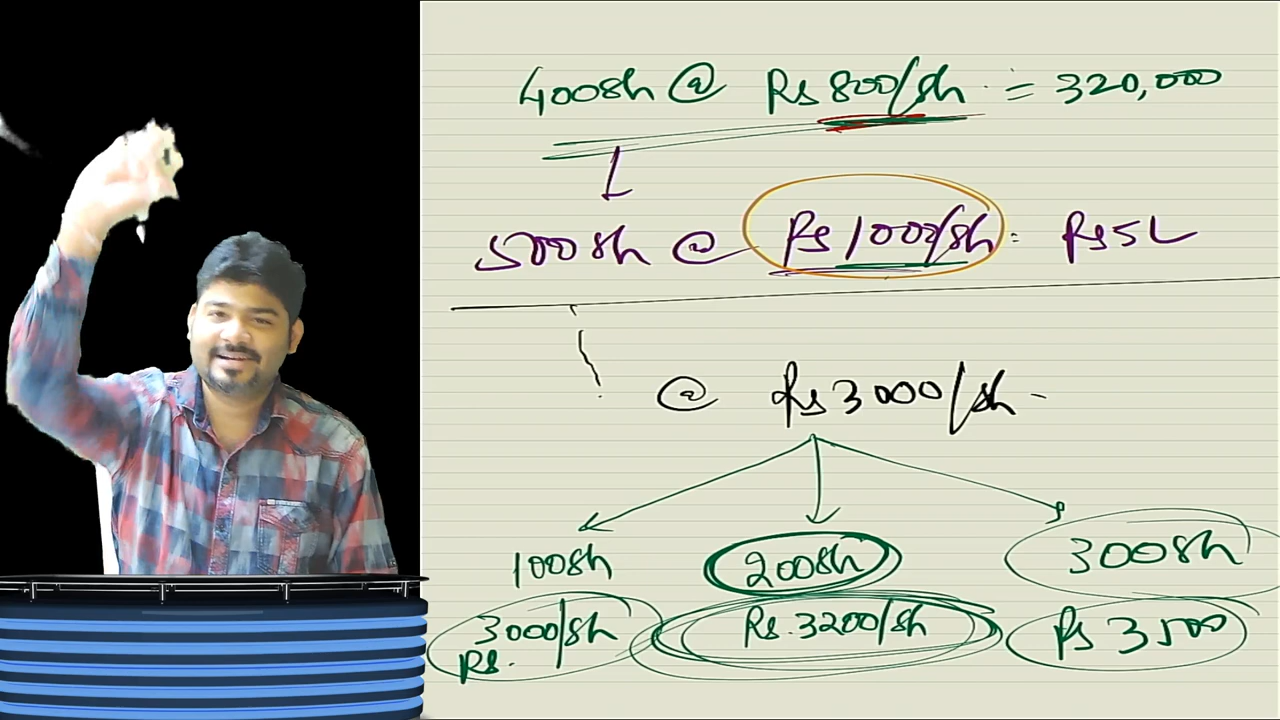 400sh @ Rs 800/sh = 320,000
500sh @ Rs 1000/sh = Rs 5L
@ Rs 3000/sh
100sh 200sh 300sh
3000/sh Rs. 3200/sh Rs 3500
Rs.